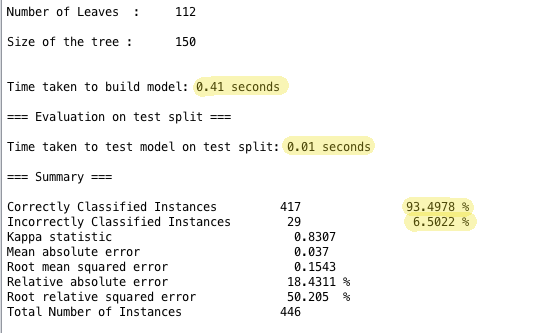 Number of Leaves  :     112
Size of the tree :      150
Time taken to build model: 0.41 seconds
=== Evaluation on test split ===
Time taken to test model on test split: 0.01 seconds
=== Summary ===
Correctly Classified Instances         417               93.4978 %
Incorrectly Classified Instances        29                6.5022 %
Kappa statistic                          0.8307
Mean absolute error                      0.037
Root mean squared error                  0.1543
Relative absolute error                 18.4311 %
Root relative squared error             50.205  %
Total Number of Instances              446